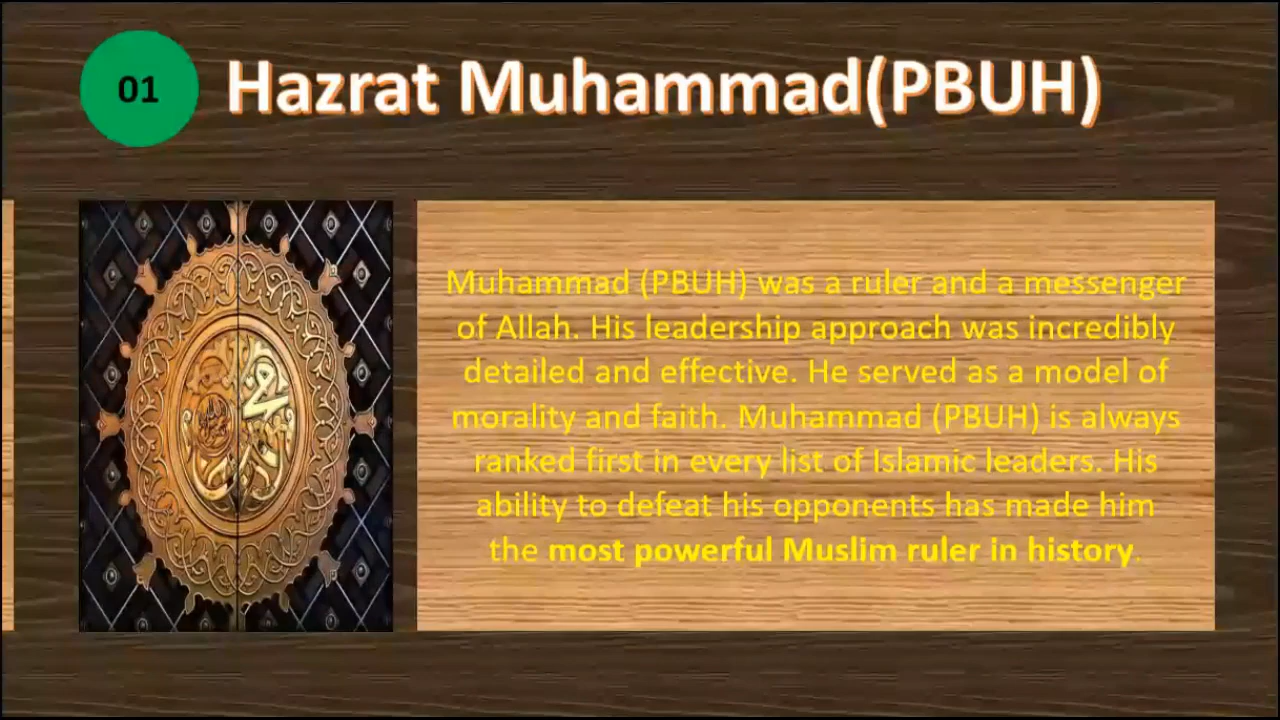 01
Hazrat Muhammad(PBUH)
Muhammad (PBUH) was a ruler and a messenger
of Allah. His leadership approach was incredibly
detailed and effective. He served as a model of
morality and faith. Muhammad (PBUH) is always
ranked first in every list of Islamic leaders. His
ability to defeat his opponents has made him
the most powerful Muslim ruler in history.